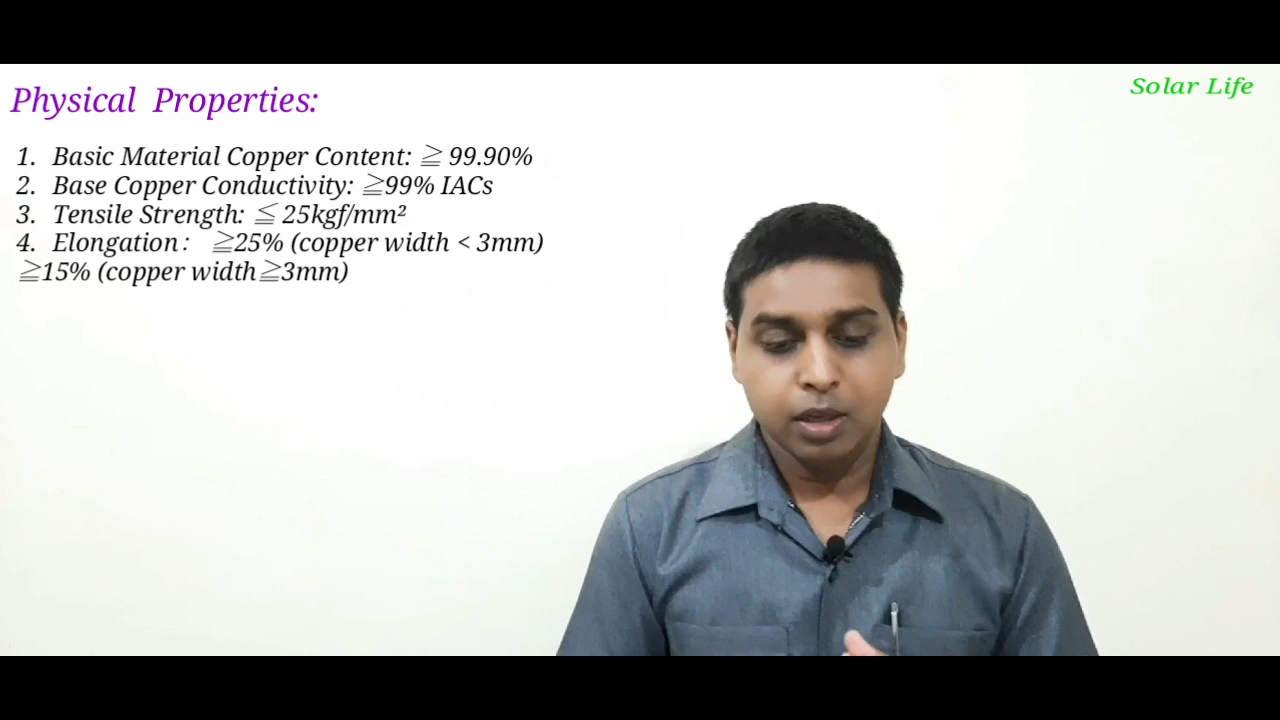 Physical Properties:
Solar Life
1. Basic Material Copper Content: ≧ 99.90%
2. Base Copper Conductivity: ≧99% IACs
3. Tensile Strength: ≦ 25kgf/mm²
4. Elongation： ≧25% (copper width < 3mm)
≧15% (copper width≧3mm)